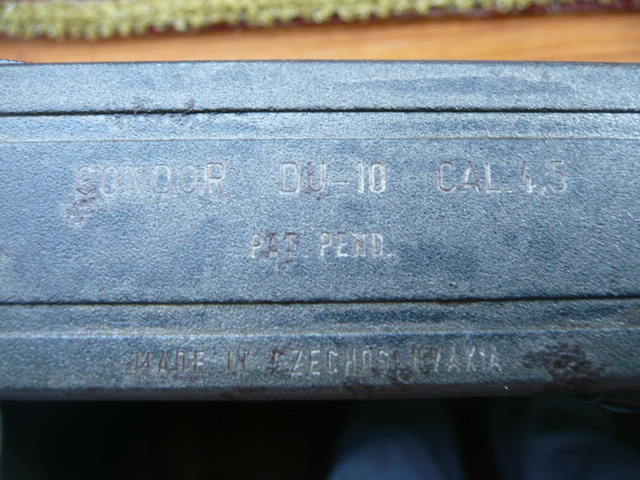 CONDOR DU-10 CAL.4,5
PAT. PEND.
MADE IN CZECHOSLOVAKIA